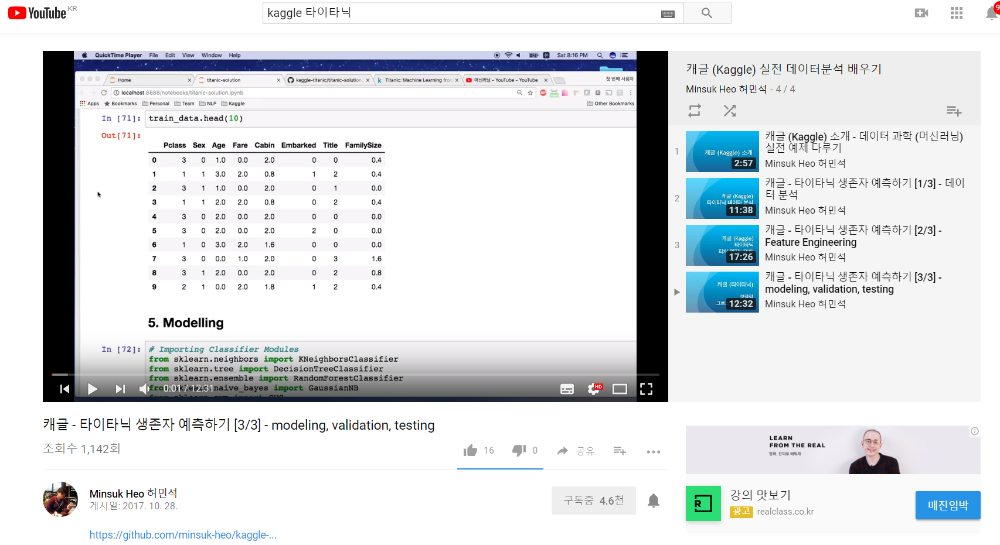 YouTube KR
kaggle 타이타닉
9
QuickTime Player File Edit View Window Help
Sat 8:16 PM
Home
titanic-solution
kaggle-titanic/titanic-solution.
Titanic: Machine Learning from
머신러닝 - YouTube - YouTube
첫 번째 사용자
localhost:8888/notebooks/titanic-solution.ipynb
Apps Bookmarks Personal Team NLP Kaggle Other Bookmarks
In [71]: train_data.head(10)
Out[71]:
Pclass Sex Age Fare Cabin Embarked Title FamilySize
0 3 0 1.0 0.0 2.0 0 0 0.4
1 1 1 3.0 2.0 0.8 1 2 0.4
2 3 1 1.0 0.0 2.0 0 1 0.0
3 1 1 2.0 2.0 0.8 0 2 0.4
4 3 0 2.0 0.0 2.0 0 0 0.0
5 3 0 2.0 0.0 2.0 2 0 0.0
6 1 0 3.0 2.0 1.6 0 0 0.0
7 3 0 0.0 1.0 2.0 0 3 1.6
8 3 1 2.0 0.0 2.0 0 2 0.8
9 2 1 0.0 2.0 1.8 1 2 0.4
5. Modelling
In [72]: # Importing Classifier Modules
from sklearn.neighbors import KNeighborsClassifier
from sklearn.tree import DecisionTreeClassifier
from sklearn.ensemble import RandomForestClassifier
from sklearn.naive_bayes import GaussianNB
0:01 / 12:31
HD
캐글 (Kaggle) 실전 데이터분석 배우기
Minsuk Heo 허민석 - 4 / 4
1
캐글 (Kaggle) 소개
2:57
캐글 (Kaggle) 소개 - 데이터 과학 (머신러닝)
실전 예제 다루기
Minsuk Heo 허민석
2
캐글 (Kaggle)
타이타닉 데이터 분석
11:38
캐글 - 타이타닉 생존자 예측하기 [1/3] - 데이
터 분석
Minsuk Heo 허민석
3
캐글 (Kaggle)
타이타닉
17:26
캐글 - 타이타닉 생존자 예측하기 [2/3] -
Feature Engineering
Minsuk Heo 허민석
캐글 (타이타닉)
모델링
12:32
캐글 - 타이타닉 생존자 예측하기 [3/3] -
modeling, validation, testing
Minsuk Heo 허민석
캐글 - 타이타닉 생존자 예측하기 [3/3] - modeling, validation, testing
조회수 1,142회
16 0 공유
Minsuk Heo 허민석
게시일: 2017. 10. 28.
구독중 4.6천
https://github.com/minsuk-heo/kaggle-...
LEARN
FROM THE REAL
영어, 진짜로 배워라
R
강의 맛보기
광고 realclass.co.kr
매진임박